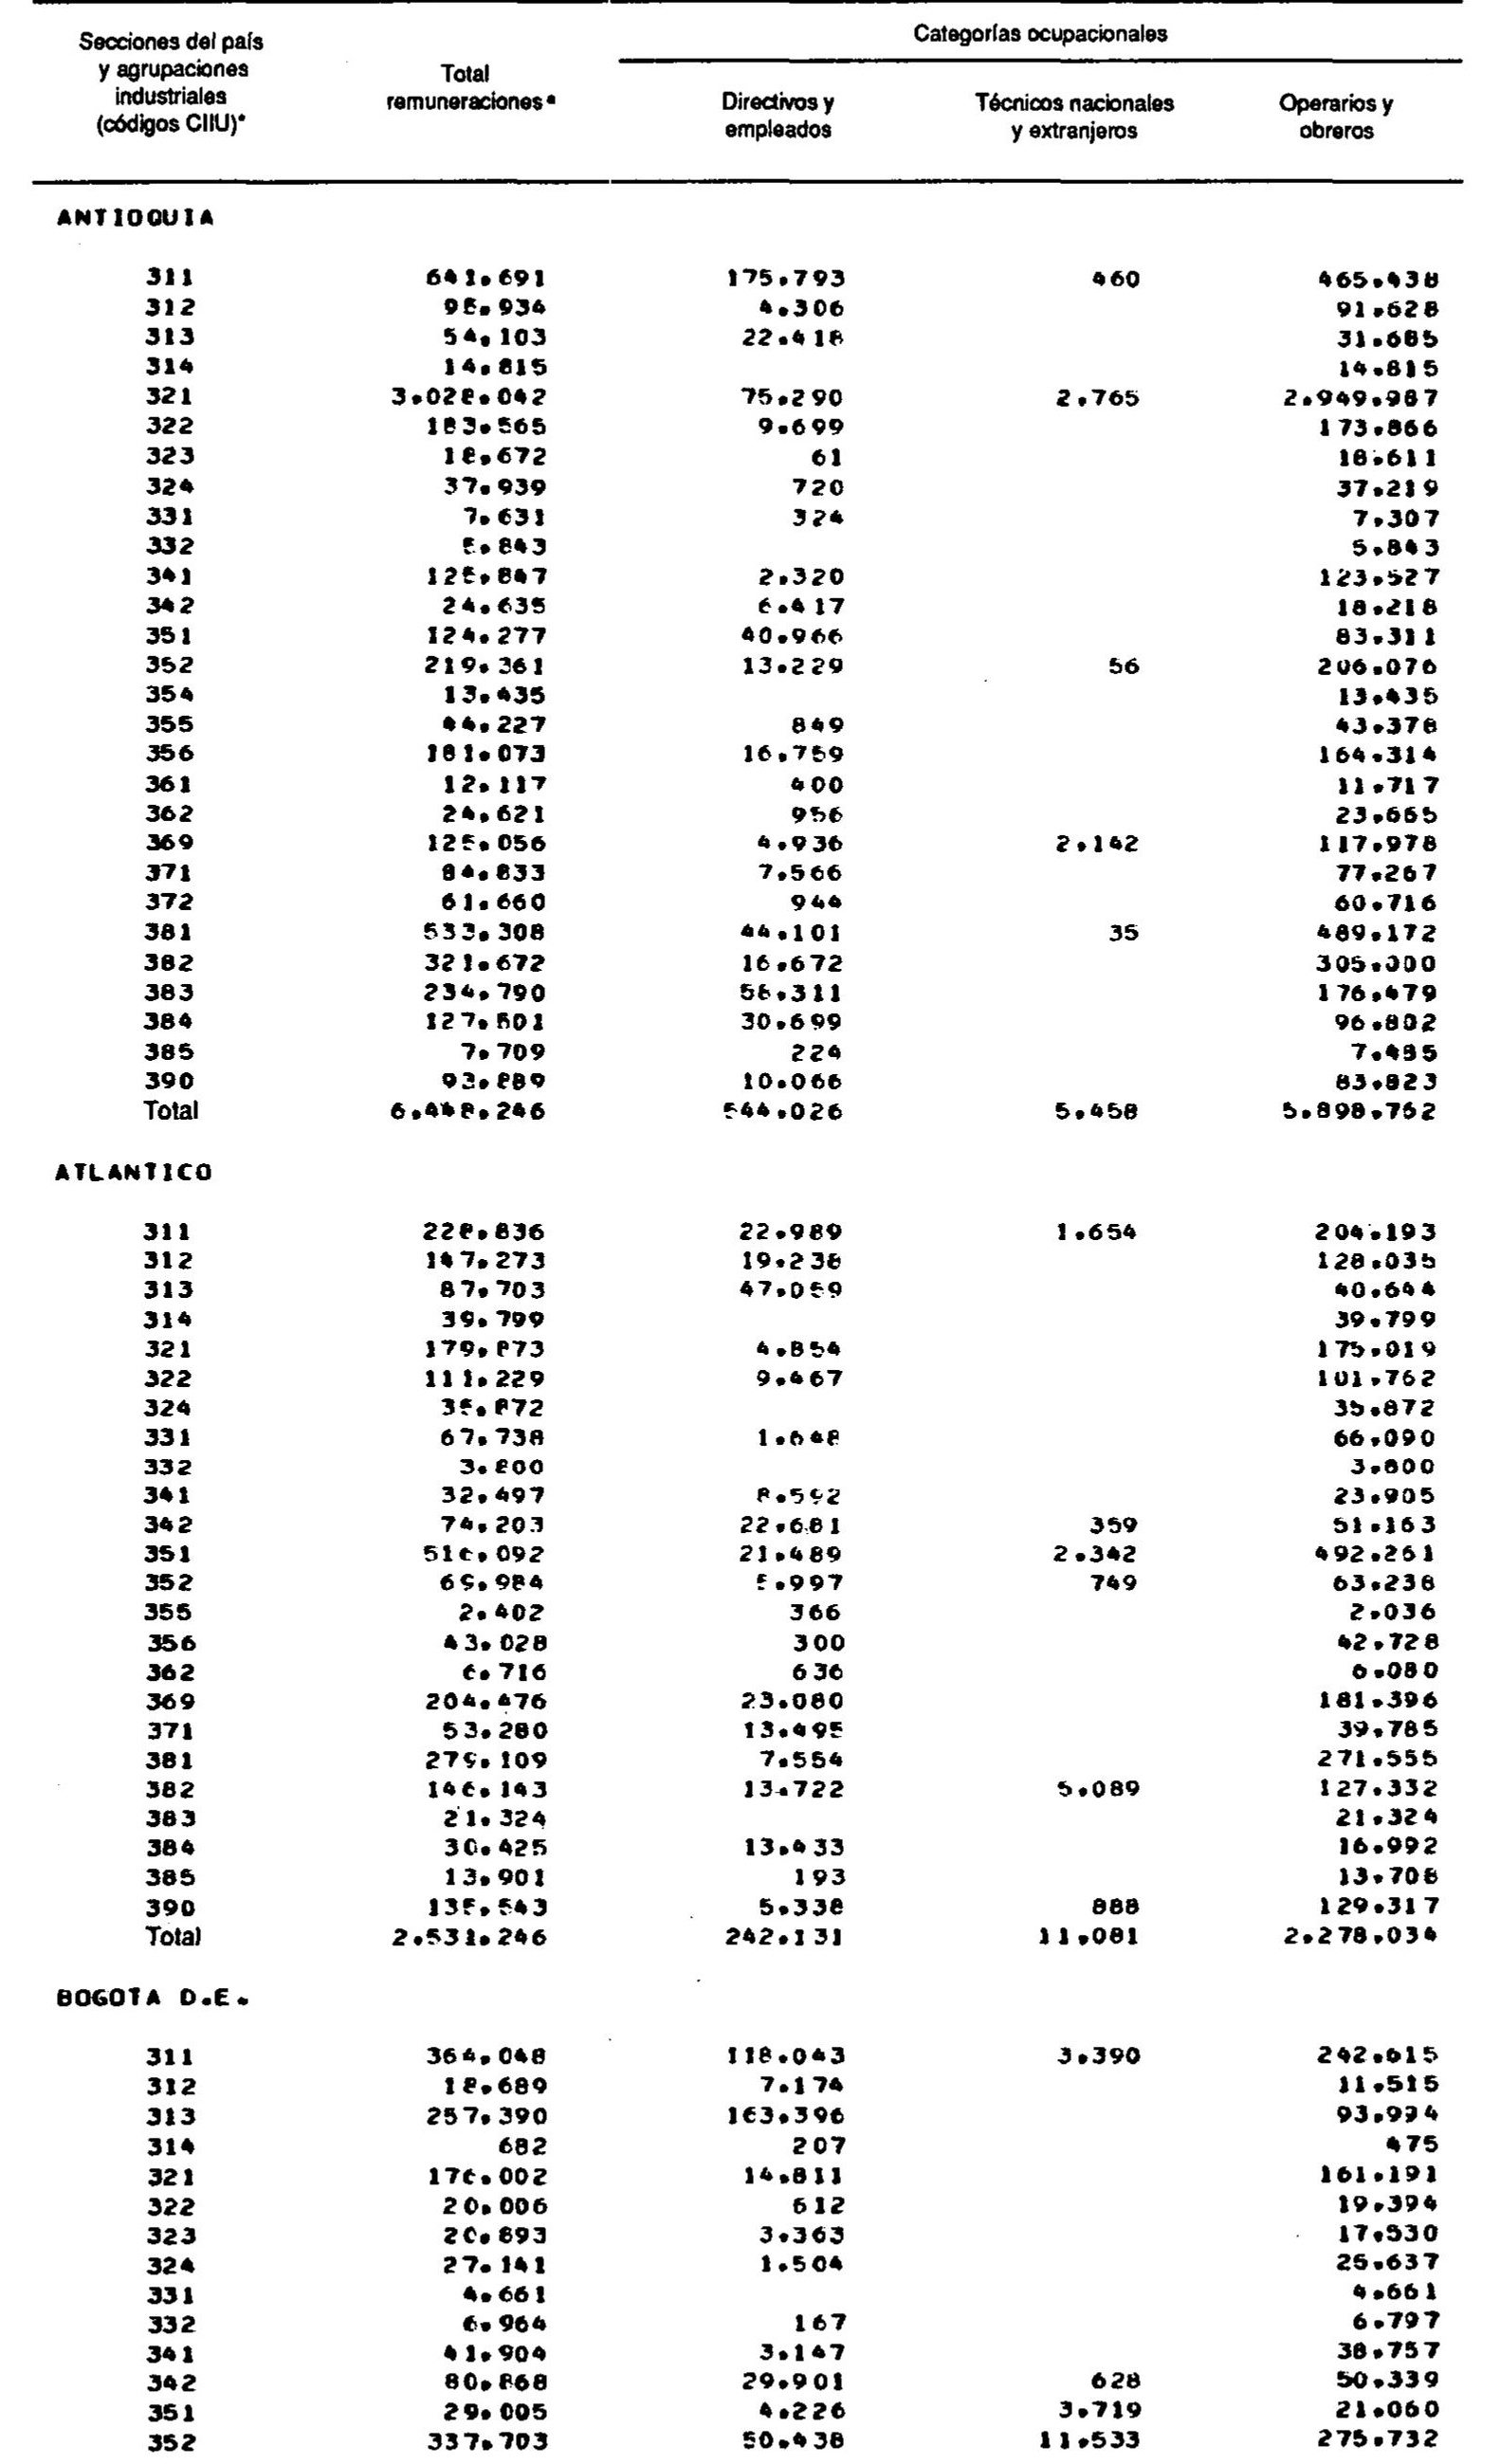 Secciones del país
y agrupaciones
industriales
(códigos CIIU)*
Total
remuneraciones ª
Categorías ocupacionales
Directivos y
empleados
Técnicos nacionales
y extranjeros
Operarios y
obreros
ANTIOQUIA
311 641.691 175.793 460 465.438
312 95.934 4.306 91.628
313 54.103 22.418 31.685
314 14.815 14.815
321 3.028.042 75.290 2.765 2.949.987
322 183.565 9.699 173.866
323 18.672 61 18.611
324 37.939 720 37.219
331 7.631 324 7.307
332 5.843 5.843
341 125.847 2.320 123.527
342 24.635 6.417 18.218
351 124.277 40.966 83.311
352 219.361 13.229 56 206.076
354 13.435 13.435
355 44.227 849 43.378
356 181.073 16.759 164.314
361 12.117 400 11.717
362 24.621 956 23.665
369 125.056 4.936 2.142 117.978
371 84.833 7.566 77.267
372 61.660 944 60.716
381 533.308 44.101 35 489.172
382 321.672 16.672 305.000
383 234.790 58.311 176.479
384 127.501 30.699 96.802
385 7.709 224 7.485
390 93.889 10.066 83.823
Total 6.448.246 544.026 5.458 5.898.762
ATLANTICO
311 228.836 22.989 1.654 204.193
312 147.273 19.238 128.035
313 87.703 47.059 40.644
314 39.799 39.799
321 179.873 4.854 175.019
322 111.229 9.467 101.762
324 35.872 35.872
331 67.738 1.648 66.090
332 3.800 3.800
341 32.497 8.592 23.905
342 74.203 22.681 359 51.163
351 516.092 21.489 2.342 492.261
352 69.984 5.997 749 63.238
355 2.402 366 2.036
356 43.028 300 42.728
362 6.716 636 6.080
369 204.476 23.080 181.396
371 53.280 13.495 39.785
381 279.109 7.554 271.555
382 146.143 13.722 5.089 127.332
383 21.324 21.324
384 30.425 13.433 16.992
385 13.901 193 13.708
390 135.543 5.338 888 129.317
Total 2.531.246 242.131 11.081 2.278.034
BOGOTA D.E.
311 364.048 118.043 3.390 242.615
312 18.689 7.174 11.515
313 257.390 163.396 93.994
314 682 207 475
321 176.002 14.811 161.191
322 20.006 612 19.394
323 20.893 3.363 17.530
324 27.141 1.504 25.637
331 4.661 4.661
332 6.964 167 6.797
341 41.904 3.147 38.757
342 80.868 29.901 628 50.339
351 29.005 4.226 3.719 21.060
352 337.703 50.438 11.533 275.732